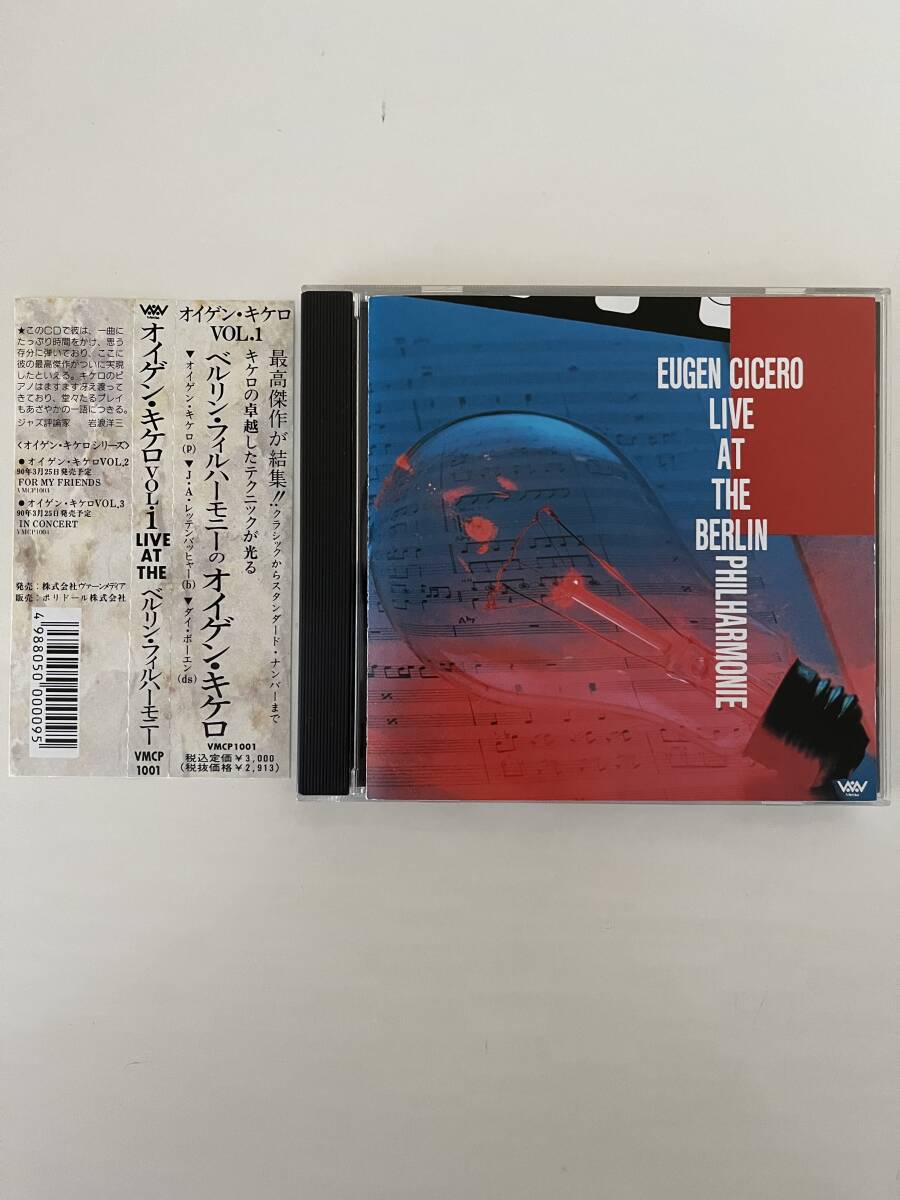 ★このCDで彼は、一曲に
たっぷり時間をかけ、思う
存分に弾いており、ここに
彼の最高傑作がついに実現
したといえる。キケロのピ
アノはますます冴え渡って
きており、堂々たるプレイ
もあざやかの一語につきる。
ジャズ評論家 岩浪洋三
〈オイゲン・キケロシリーズ〉
●オイゲン・キケロVOL,2
90年3月25日発売予定
FOR MY FRIENDS
VMCP1003
●オイゲン・キケロVOL,3
90年3月25日発売予定
IN CONCERT
VMCP1004
発売:株式会社ヴァーンメディア
販売:ポリドール株式会社
4988050000095
オイゲン・キケロVOL.1
LIVE
AT
THE
ベルリン・フィルハーモニー
VMCP
1001
オイゲン・キケロ
VOL.1
最高傑作が結集!!クラシックからスタンダード・ナンバーまで
キケロの卓越したテクニックが光る
ベルリン・フィルハーモニーのオイゲン・キケロ
▼オイゲン・キケロ(p)▼J・A・レッテンバッヒャー(b)▼ダイ・ボーエン(ds)
VMCP1001
税込定価¥3,000
(税抜価格¥2,913)
EUGEN CICERO
LIVE
AT
THE
BERLIN
PHILHARMONIE